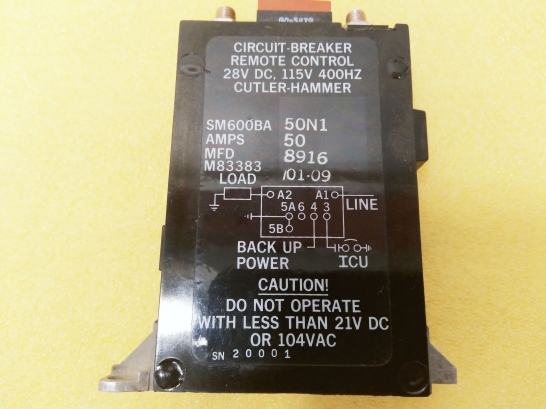 CIRCUIT-BREAKER
REMOTE CONTROL
28V DC, 115V 400HZ
CUTLER-HAMMER
SM600BA 50N1
AMPS 50
MFD 8916
M83383 /01-09
LOAD
A2 A1 LINE
5A 6 4 3
5B
BACK UP
POWER ICU
CAUTION!
DO NOT OPERATE
WITH LESS THAN 21V DC
OR 104VAC
SN 20001